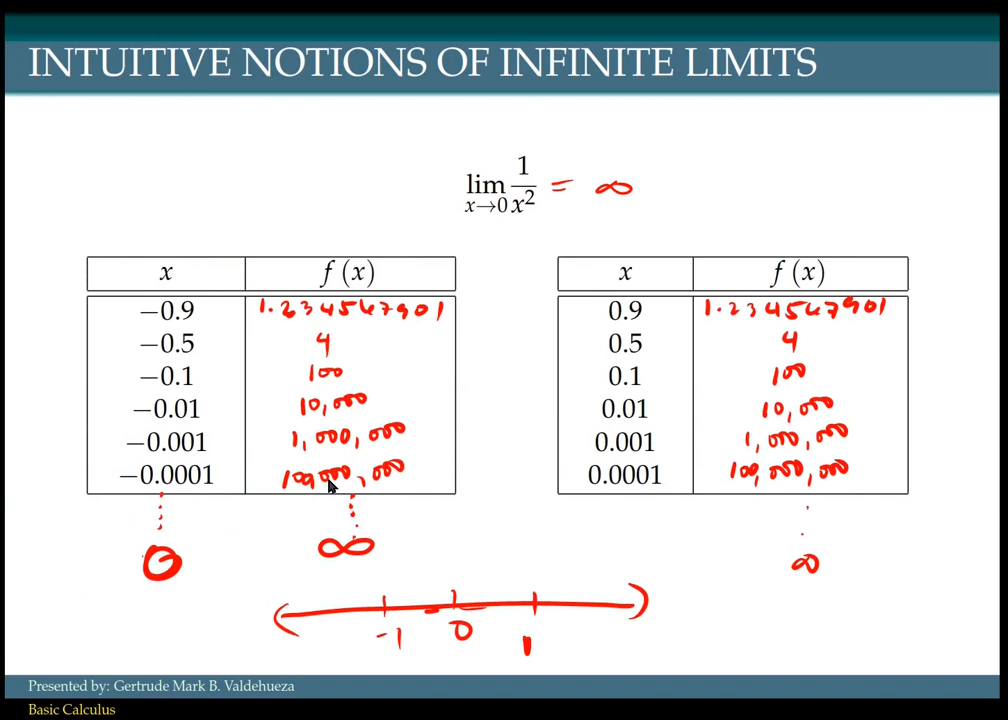 INTUITIVE NOTIONS OF INFINITE LIMITS
lim x→0 1/x² = ∞
x f (x)
−0.9 1.234567901
−0.5 4
−0.1 100
−0.01 10,000
−0.001 1,000,000
−0.0001 100,000,000
0 ∞
x f (x)
0.9 1.234567901
0.5 4
0.1 100
0.01 10,000
0.001 1,000,000
0.0001 100,000,000
∞
-1 0 1
Presented by: Gertrude Mark B. Valdehueza
Basic Calculus